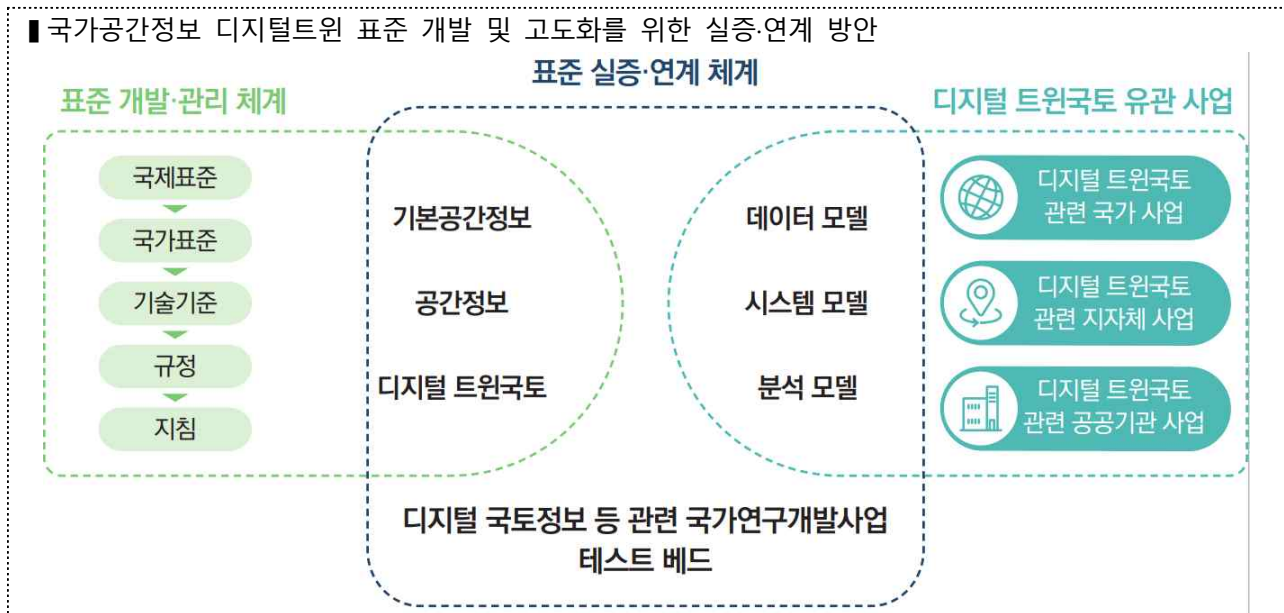 ▮국가공간정보 디지털트윈 표준 개발 및 고도화를 위한 실증·연계 방안
표준 실증·연계 체계
표준 개발·관리 체계
디지털 트윈국토 유관 사업
국제표준
국가표준
기술기준
규정
지침
기본공간정보
공간정보
디지털 트윈국토
데이터 모델
시스템 모델
분석 모델
디지털 트윈국토
관련 국가 사업
디지털 트윈국토
관련 지자체 사업
디지털 트윈국토
관련 공공기관 사업
디지털 국토정보 등 관련 국가연구개발사업
테스트 베드